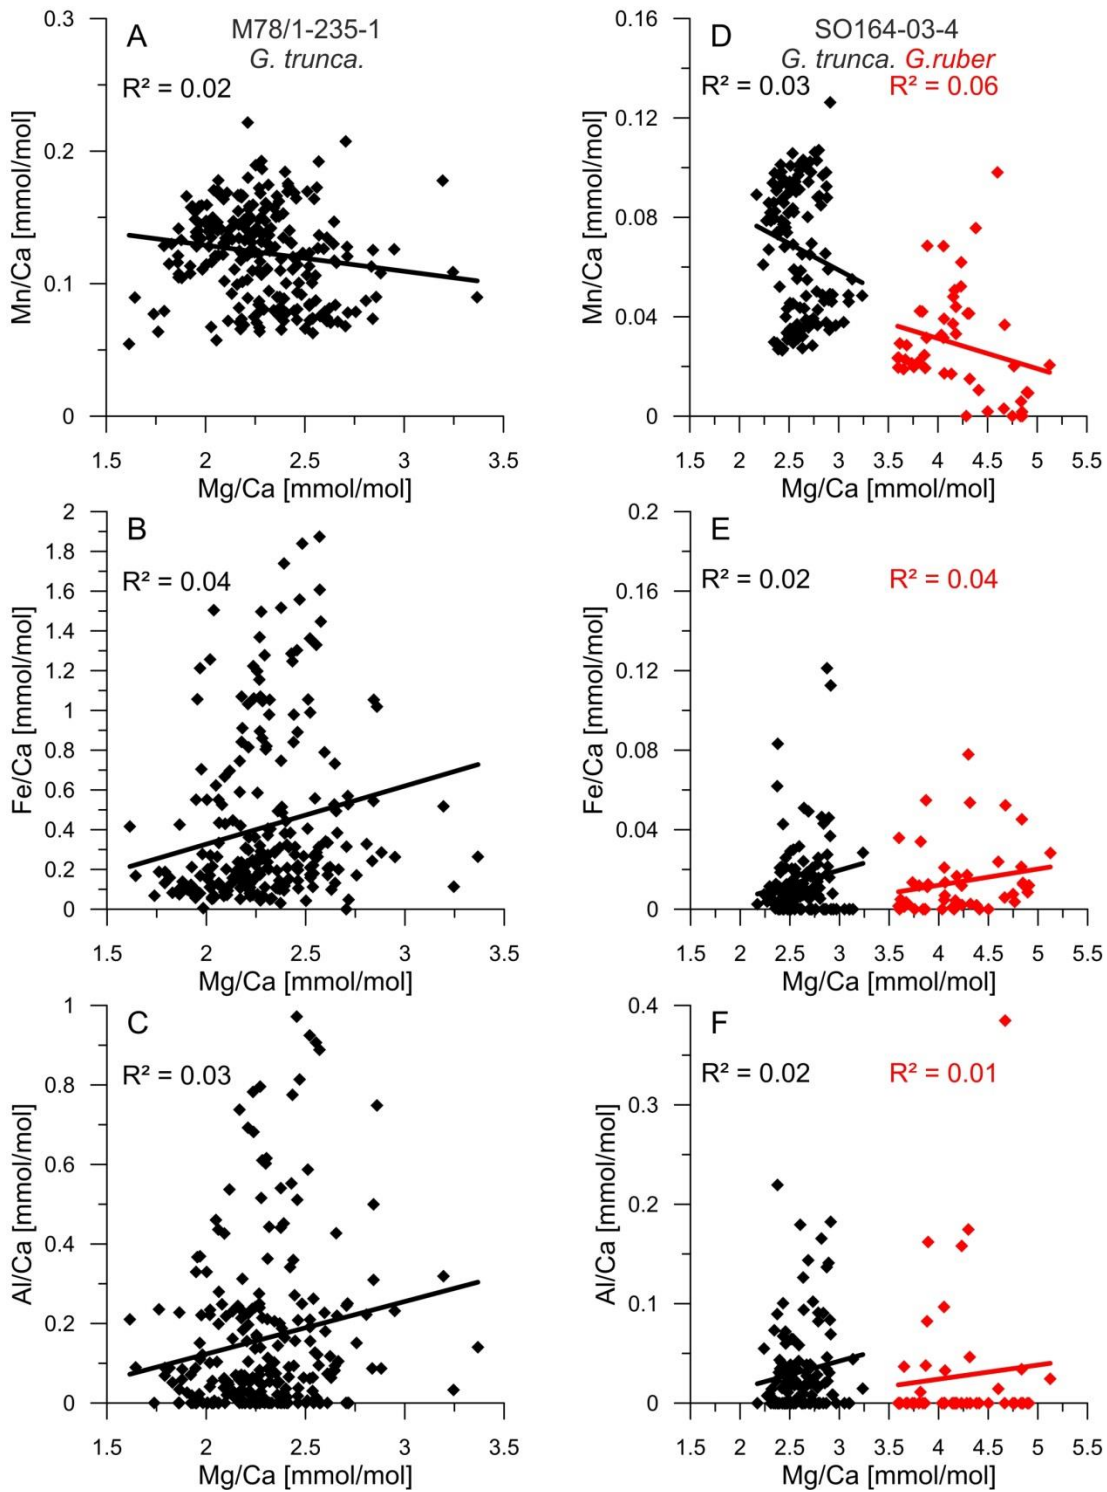 A
M78/1-235-1
G. trunca.
R² = 0.02
Mn/Ca [mmol/mol]
0.3
0.2
0.1
0
1.5 2 2.5 3 3.5
Mg/Ca [mmol/mol]
D
SO164-03-4
G. trunca. G.ruber
R² = 0.03 R² = 0.06
Mn/Ca [mmol/mol]
0.16
0.12
0.08
0.04
0
1.5 2 2.5 3 3.5 4 4.5 5 5.5
Mg/Ca [mmol/mol]
B
R² = 0.04
Fe/Ca [mmol/mol]
2
1.8
1.6
1.4
1.2
1
0.8
0.6
0.4
0.2
0
1.5 2 2.5 3 3.5
Mg/Ca [mmol/mol]
E
R² = 0.02 R² = 0.04
Fe/Ca [mmol/mol]
0.2
0.16
0.12
0.08
0.04
0
1.5 2 2.5 3 3.5 4 4.5 5 5.5
Mg/Ca [mmol/mol]
C
R² = 0.03
Al/Ca [mmol/mol]
1
0.8
0.6
0.4
0.2
0
1.5 2 2.5 3 3.5
Mg/Ca [mmol/mol]
F
R² = 0.02 R² = 0.01
Al/Ca [mmol/mol]
0.4
0.3
0.2
0.1
0
1.5 2 2.5 3 3.5 4 4.5 5 5.5
Mg/Ca [mmol/mol]